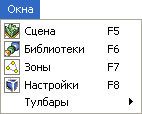 Окна
Сцена F5
Библиотеки F6
Зоны F7
Настройки F8
Тулбары